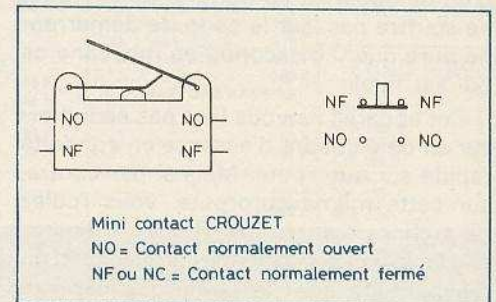 NO NO
NF NF
NF NF
NO NO
Mini contact CROUZET
NO = Contact normalement ouvert
NF ou NC = Contact normalement fermé